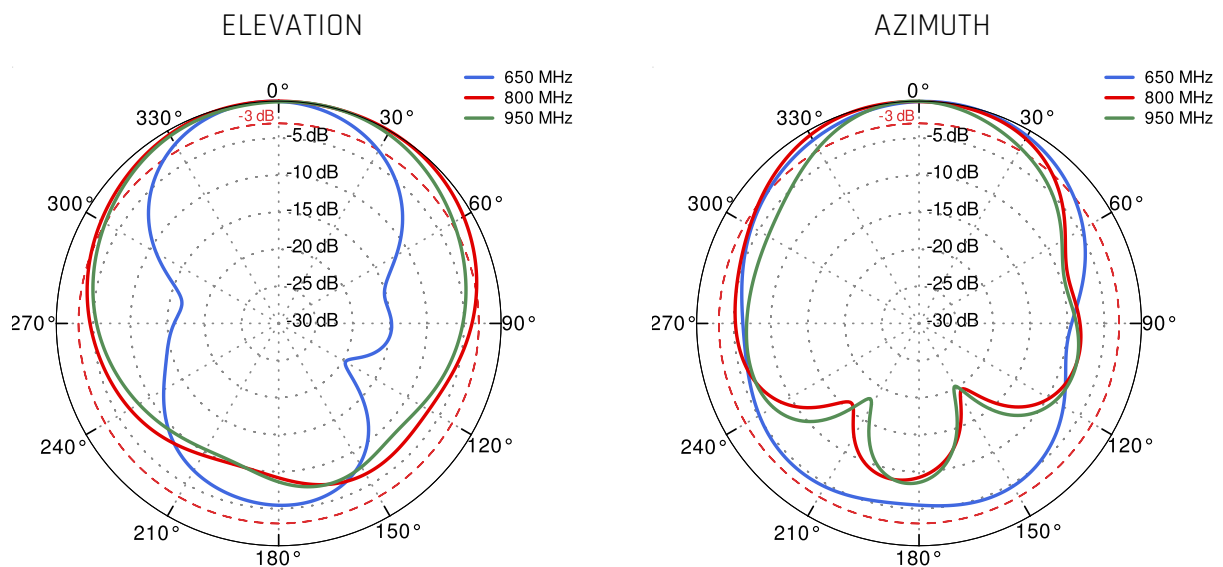 ELEVATION
650 MHz
800 MHz
950 MHz
0°
330°
30°
-3 dB
-5 dB
-10 dB
-15 dB
-20 dB
-25 dB
-30 dB
300°
60°
270°
90°
240°
120°
210°
150°
180°
AZIMUTH
650 MHz
800 MHz
950 MHz
0°
330°
30°
-3 dB
-5 dB
-10 dB
-15 dB
-20 dB
-25 dB
-30 dB
300°
60°
270°
90°
240°
120°
210°
150°
180°